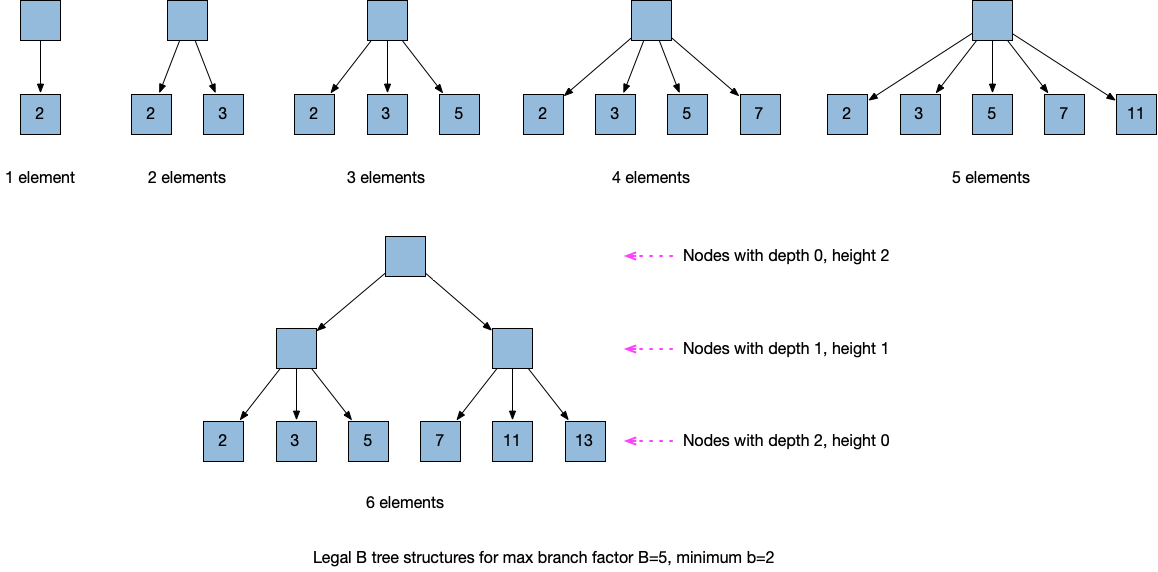 2
2 3
2 3 5
2 3 5 7
2 3 5 7 11
1 element
2 elements
3 elements
4 elements
5 elements
Nodes with depth 0, height 2
Nodes with depth 1, height 1
2 3 5 7 11 13
Nodes with depth 2, height 0
6 elements
Legal B tree structures for max branch factor B=5, minimum b=2